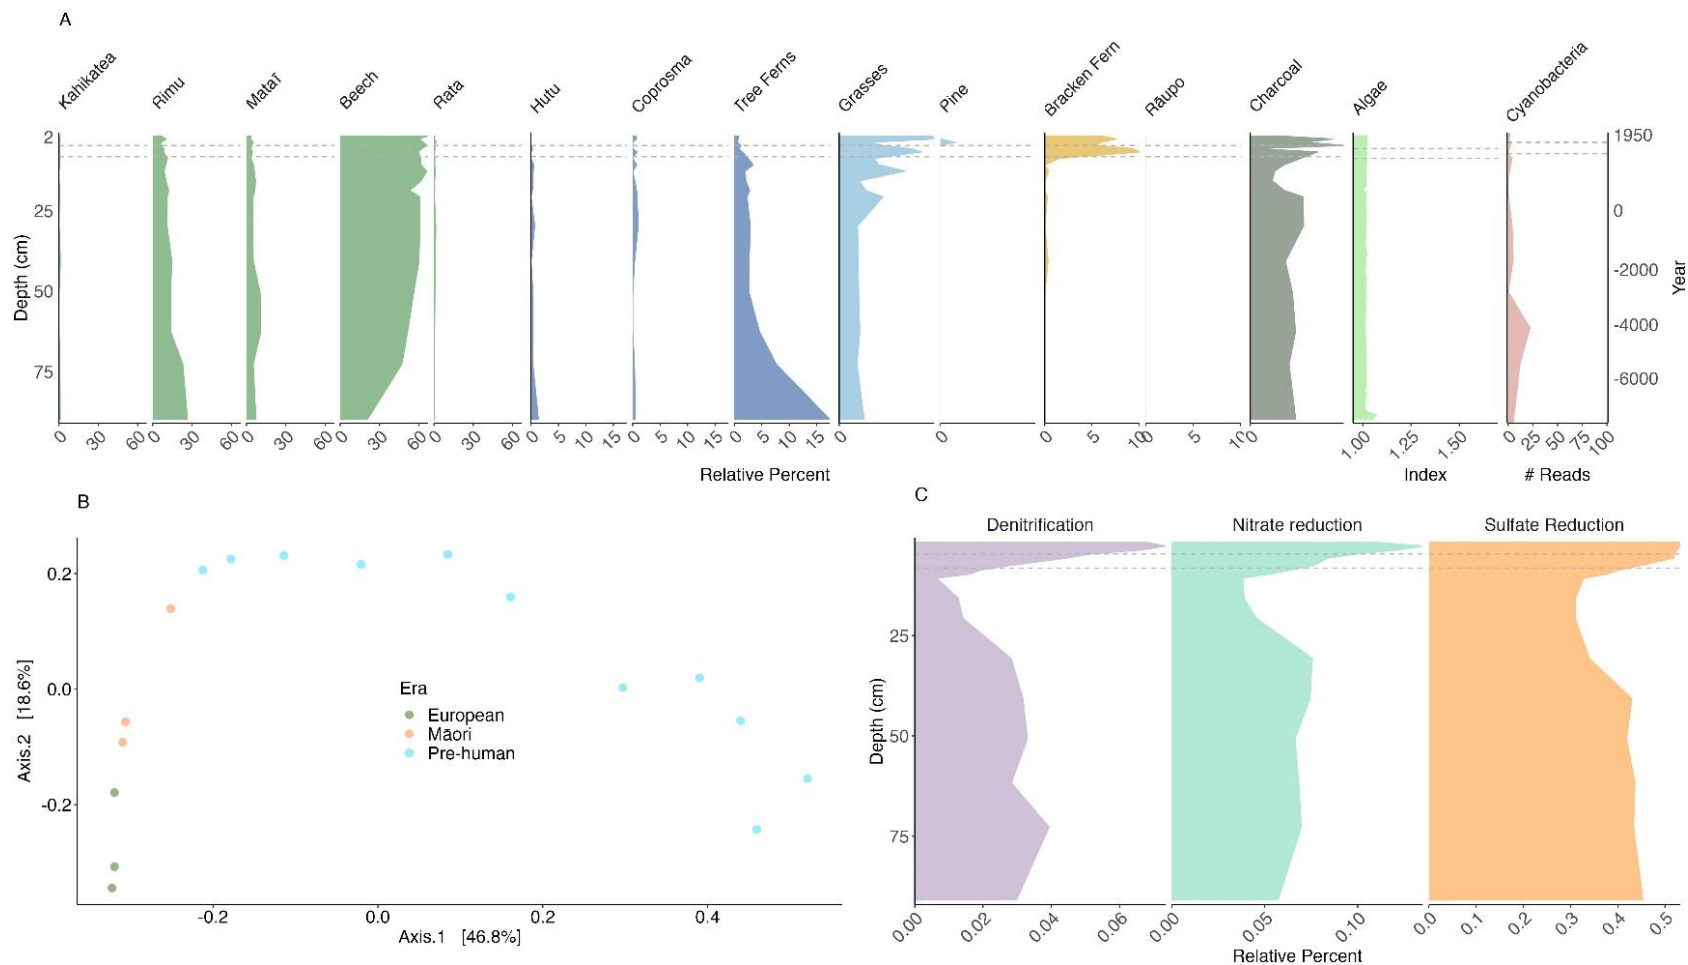 A
Kahikatea
Rimu
Mataī
Beech
Rata
Hutu
Coprosma
Tree Ferns
Grasses
Pine
Bracken Fern
Rāupo
Charcoal
Algae
Cyanobacteria
2
25
50
75
Depth (cm)
1950
0
-2000
-4000
-6000
Year
0 30 60 0 30 60 0 30 60 0 30 60 0 30 60 0 5 10 15 0 5 10 15 0 5 10 15 0 0 0 5 10 0 5 10 0 1.00 1.25 1.50 0 25 50 75 100
Relative Percent
Index
# Reads
B
0.2
0.0
-0.2
Axis.2 [18.6%]
Era
European
Māori
Pre-human
-0.2 0.0 0.2 0.4
Axis.1 [46.8%]
C
Denitrification
Nitrate reduction
Sulfate Reduction
25
50
75
Depth (cm)
0.00 0.02 0.04 0.06 0.00 0.05 0.10 0.0 0.1 0.2 0.3 0.4 0.5
Relative Percent